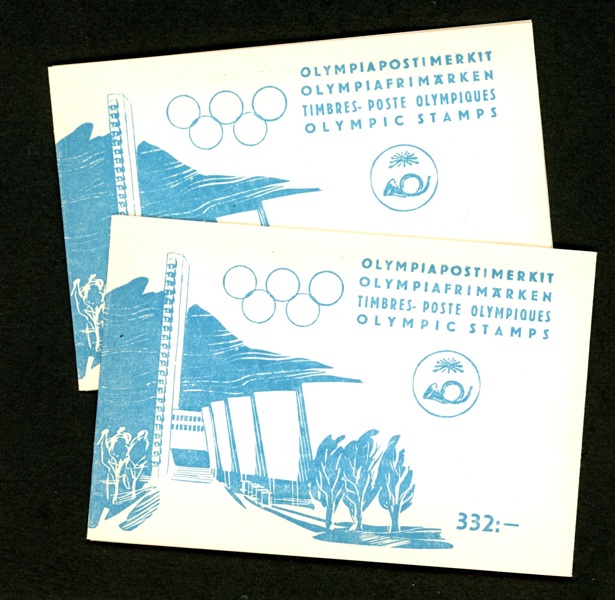 OLYMPIAPOSTIMERKIT
OLYMPIAFRIMÄRKEN
TIMBRES-POSTE OLYMPIQUES
OLYMPIC STAMPS
OLYMPIAPOSTIMERKIT
OLYMPIAFRIMÄRKEN
TIMBRES-POSTE OLYMPIQUES
OLYMPIC STAMPS
332:—